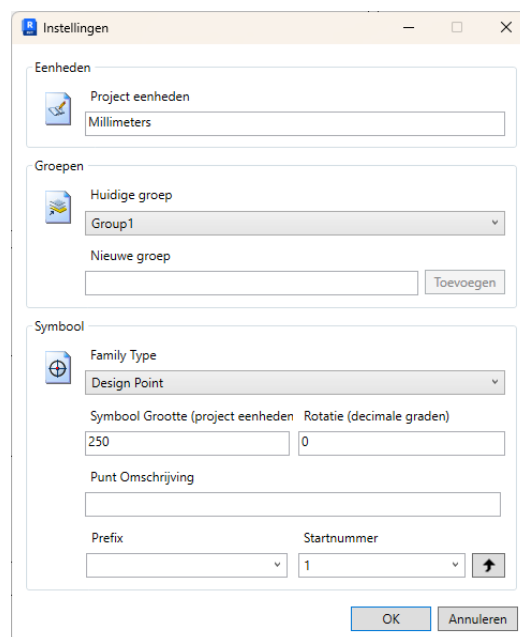 Instellingen
Eenheden
Project eenheden
Millimeters
Groepen
Huidige groep
Group1
Nieuwe groep
Toevoegen
Symbool
Family Type
Design Point
Symbool Grootte (project eenheden Rotatie (decimale graden)
250 0
Punt Omschrijving
Prefix Startnummer
1
OK Annuleren